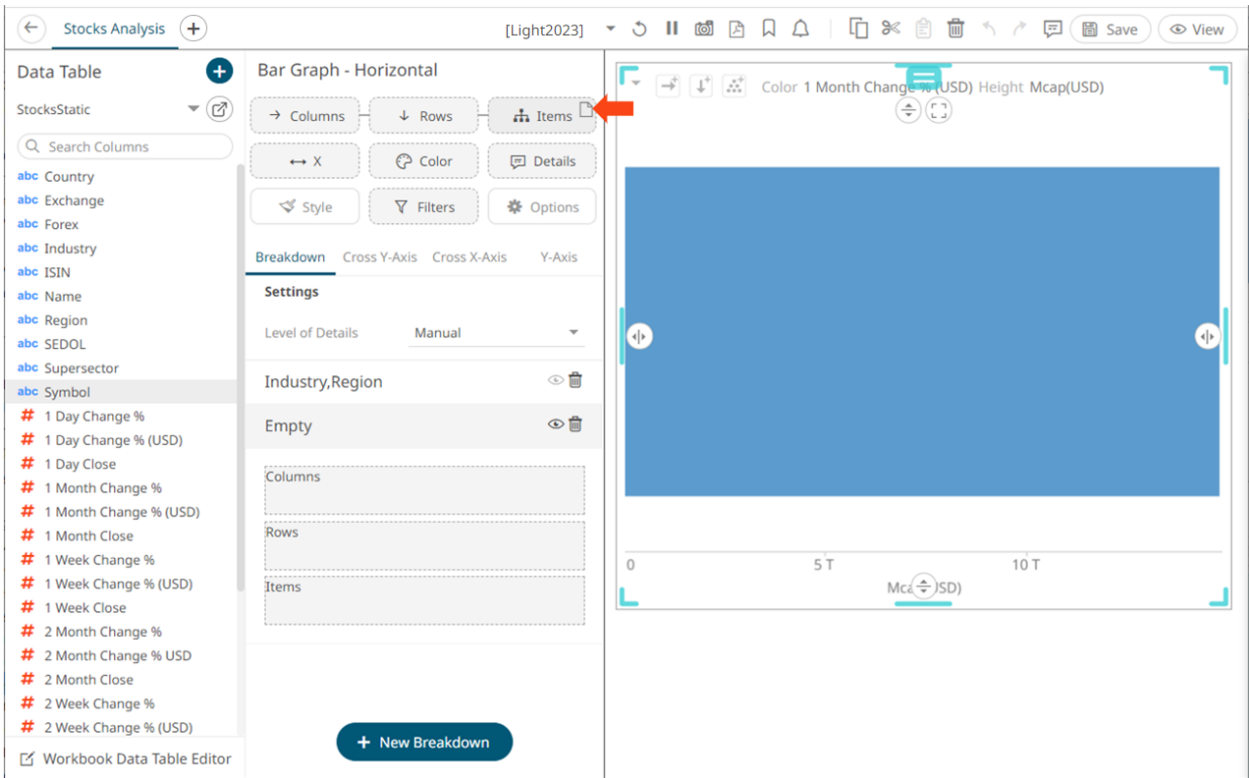 Stocks Analysis
[Light2023]
Save
View
Data Table
StocksStatic
Search Columns
abc Country
abc Exchange
abc Forex
abc Industry
abc ISIN
abc Name
abc Region
abc SEDOL
abc Supersector
abc Symbol
# 1 Day Change %
# 1 Day Change % (USD)
# 1 Day Close
# 1 Month Change %
# 1 Month Change % (USD)
# 1 Month Close
# 1 Week Change %
# 1 Week Change % (USD)
# 1 Week Close
# 2 Month Change %
# 2 Month Change % USD
# 2 Month Close
# 2 Week Change %
# 2 Week Change % (USD)
Workbook Data Table Editor
Bar Graph - Horizontal
Columns Rows Items
X Color Details
Style Filters Options
Breakdown Cross Y-Axis Cross X-Axis Y-Axis
Settings
Level of Details Manual
Industry,Region
Empty
Columns
Rows
Items
+ New Breakdown
Color 1 Month Change % (USD) Height Mcap(USD)
0 5 T 10 T
Mca SD)